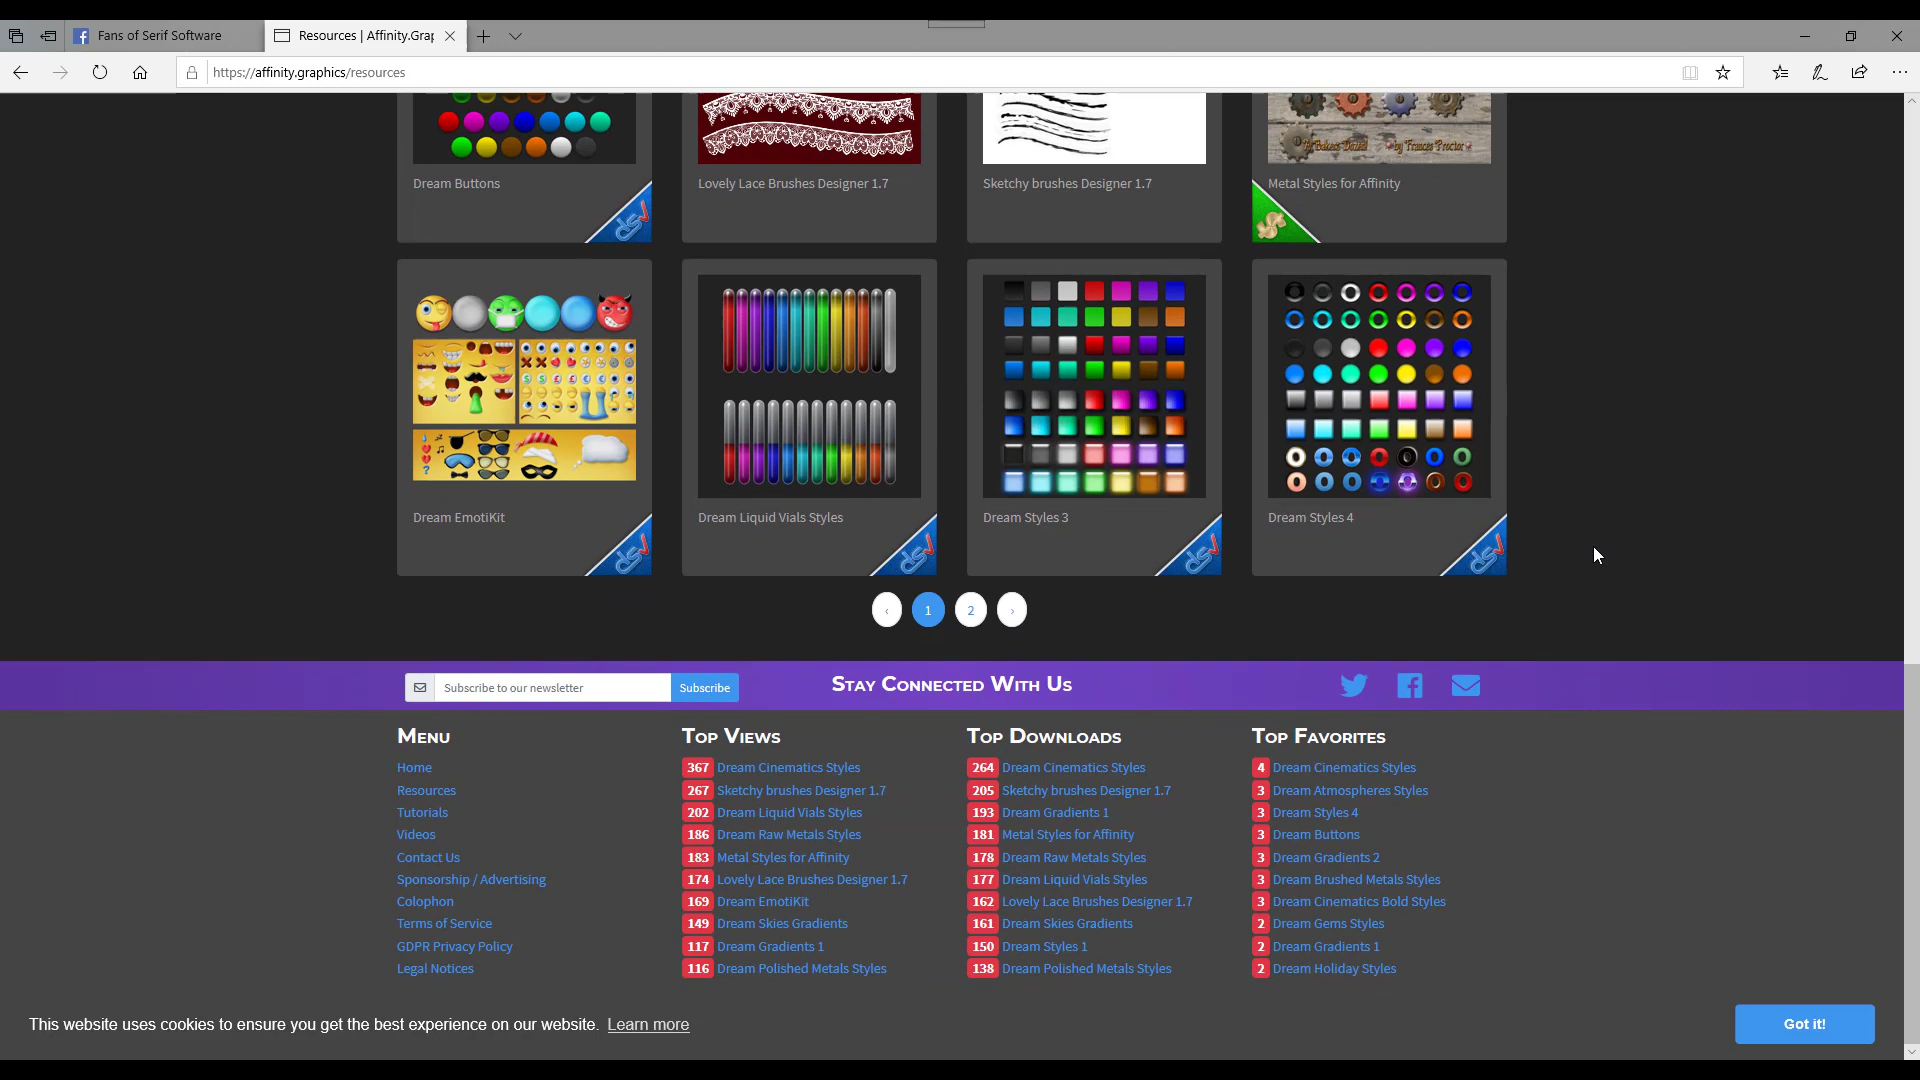 Fans of Serif Software
Resources | Affinity.Grap
https://affinity.graphics/resources
by Frances Proctor
Dream Buttons
Lovely Lace Brushes Designer 1.7
Sketchy brushes Designer 1.7
Metal Styles for Affinity
Dream EmotiKit
Dream Liquid Vials Styles
Dream Styles 3
Dream Styles 4
‹ 1 2 ›
Subscribe to our newsletter
Subscribe
Stay Connected With Us
Menu
Home
Resources
Tutorials
Videos
Contact Us
Sponsorship / Advertising
Colophon
Terms of Service
GDPR Privacy Policy
Legal Notices
Top Views
367 Dream Cinematics Styles
267 Sketchy brushes Designer 1.7
202 Dream Liquid Vials Styles
186 Dream Raw Metals Styles
183 Metal Styles for Affinity
174 Lovely Lace Brushes Designer 1.7
169 Dream EmotiKit
149 Dream Skies Gradients
117 Dream Gradients 1
116 Dream Polished Metals Styles
Top Downloads
264 Dream Cinematics Styles
205 Sketchy brushes Designer 1.7
193 Dream Gradients 1
181 Metal Styles for Affinity
178 Dream Raw Metals Styles
177 Dream Liquid Vials Styles
162 Lovely Lace Brushes Designer 1.7
161 Dream Skies Gradients
150 Dream Styles 1
138 Dream Polished Metals Styles
Top Favorites
4 Dream Cinematics Styles
3 Dream Atmospheres Styles
3 Dream Styles 4
3 Dream Buttons
3 Dream Gradients 2
3 Dream Brushed Metals Styles
3 Dream Cinematics Bold Styles
2 Dream Gems Styles
2 Dream Gradients 1
2 Dream Holiday Styles
This website uses cookies to ensure you get the best experience on our website. Learn more
Got it!